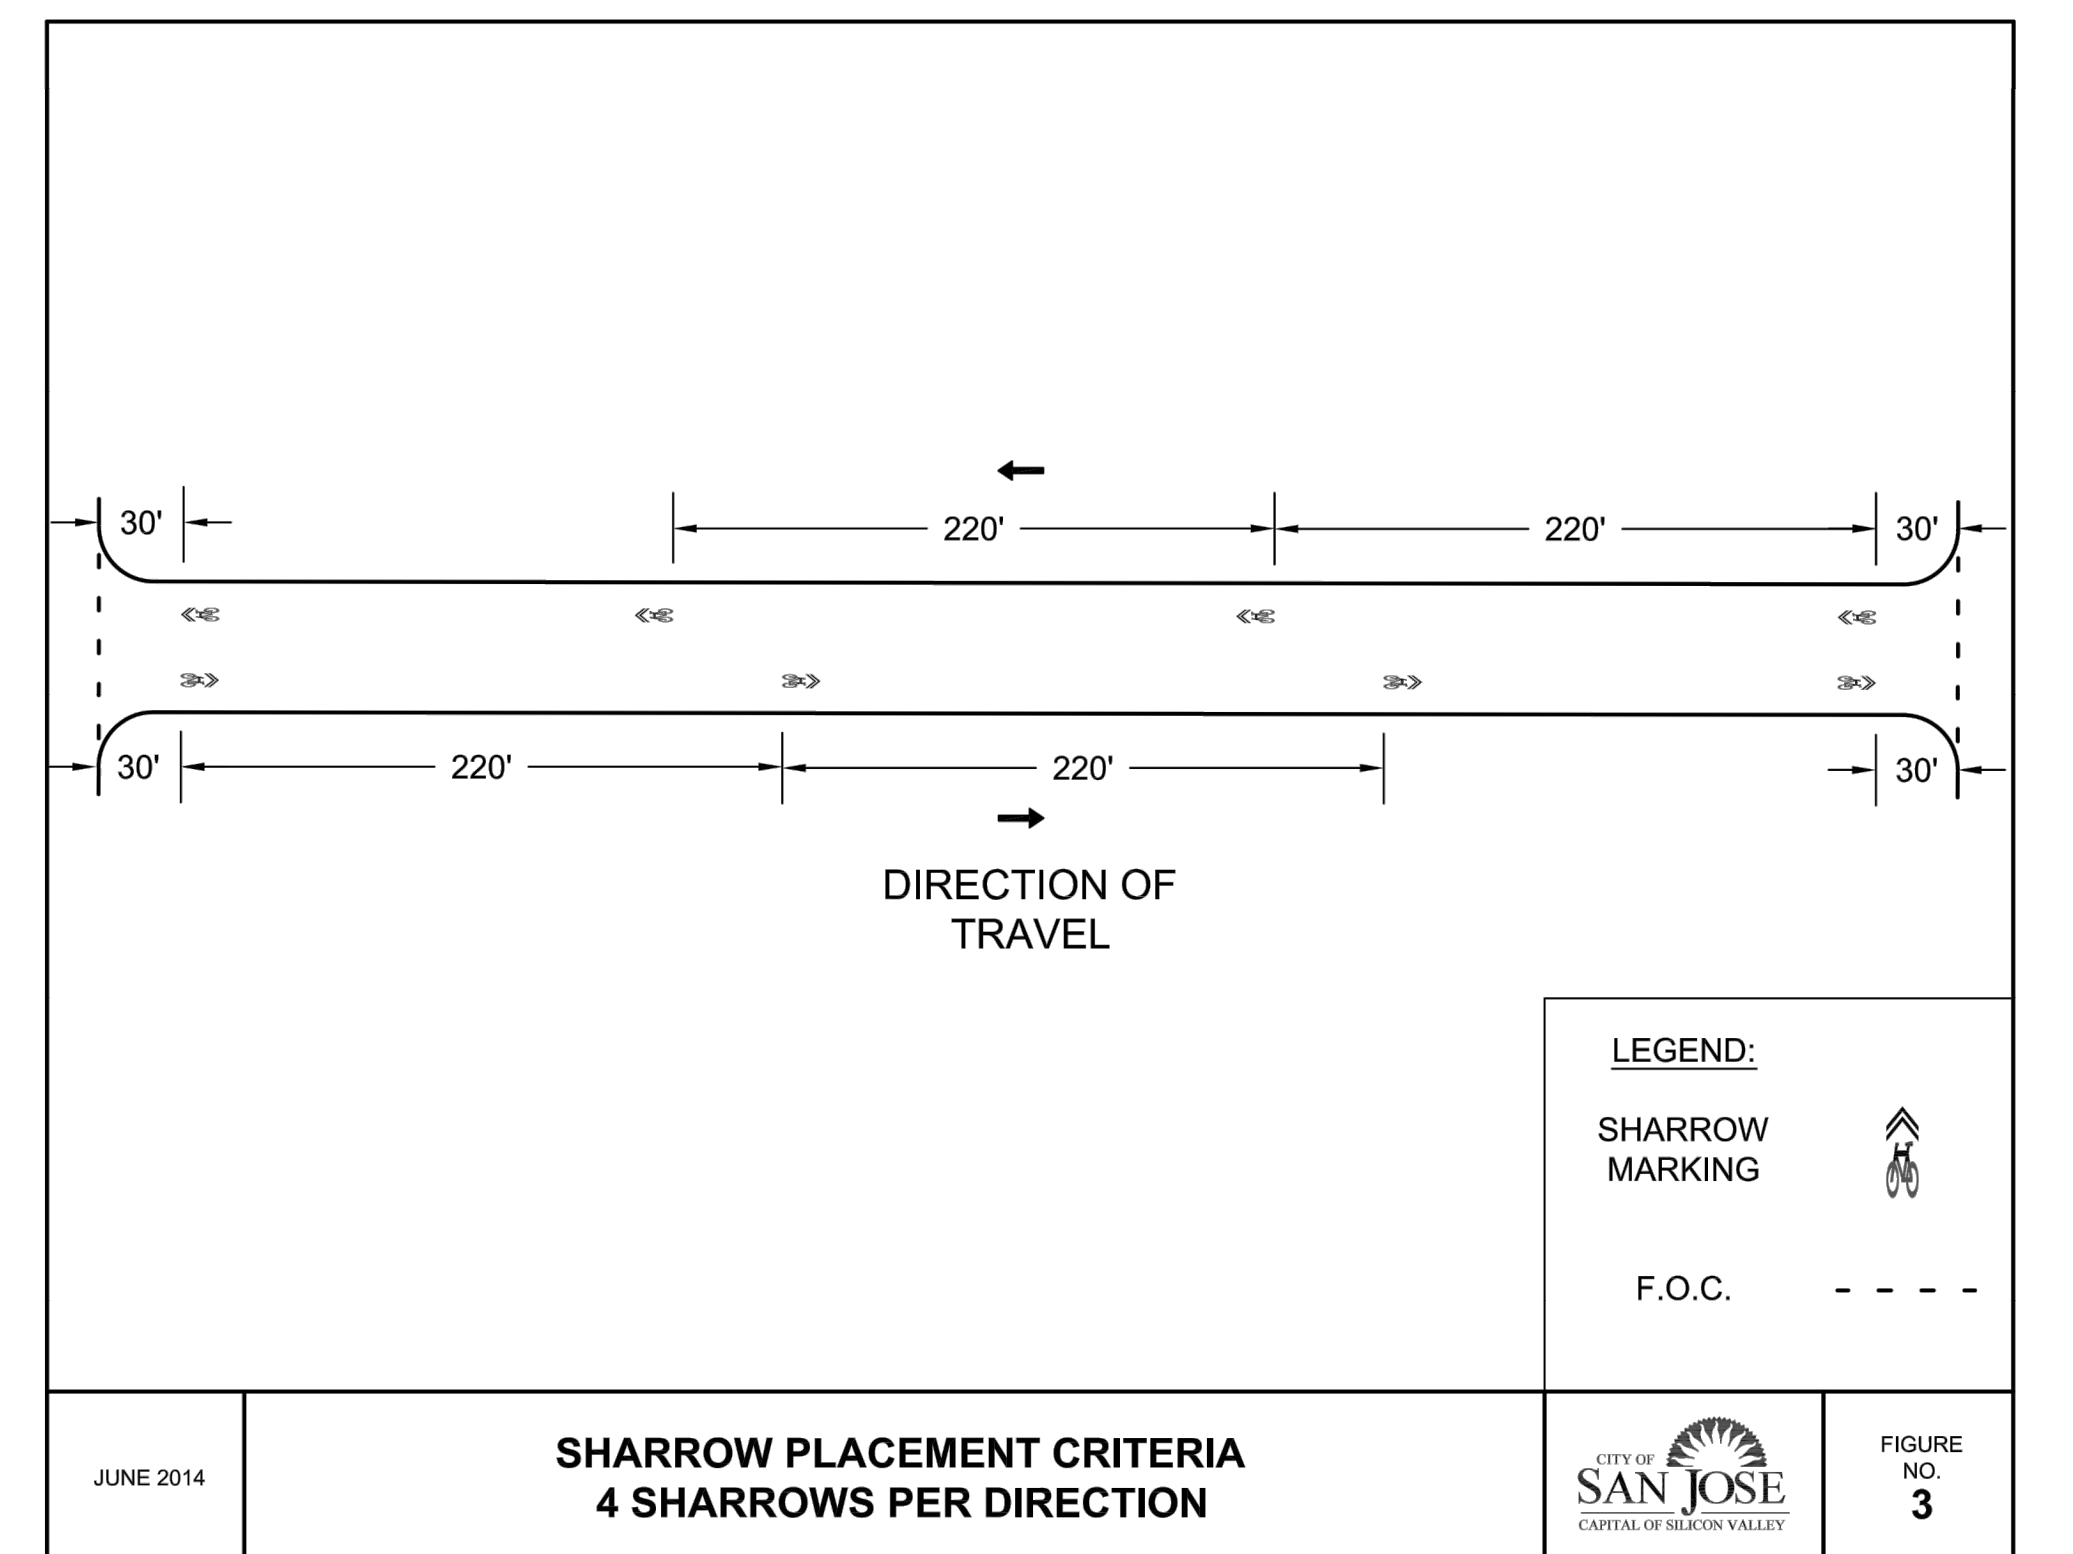 30'
220'
220'
30'
30'
220'
220'
30'
DIRECTION OF
TRAVEL
LEGEND:
SHARROW
MARKING
F.O.C.
JUNE 2014
SHARROW PLACEMENT CRITERIA
4 SHARROWS PER DIRECTION
CITY OF
SAN JOSE
CAPITAL OF SILICON VALLEY
FIGURE
NO.
3